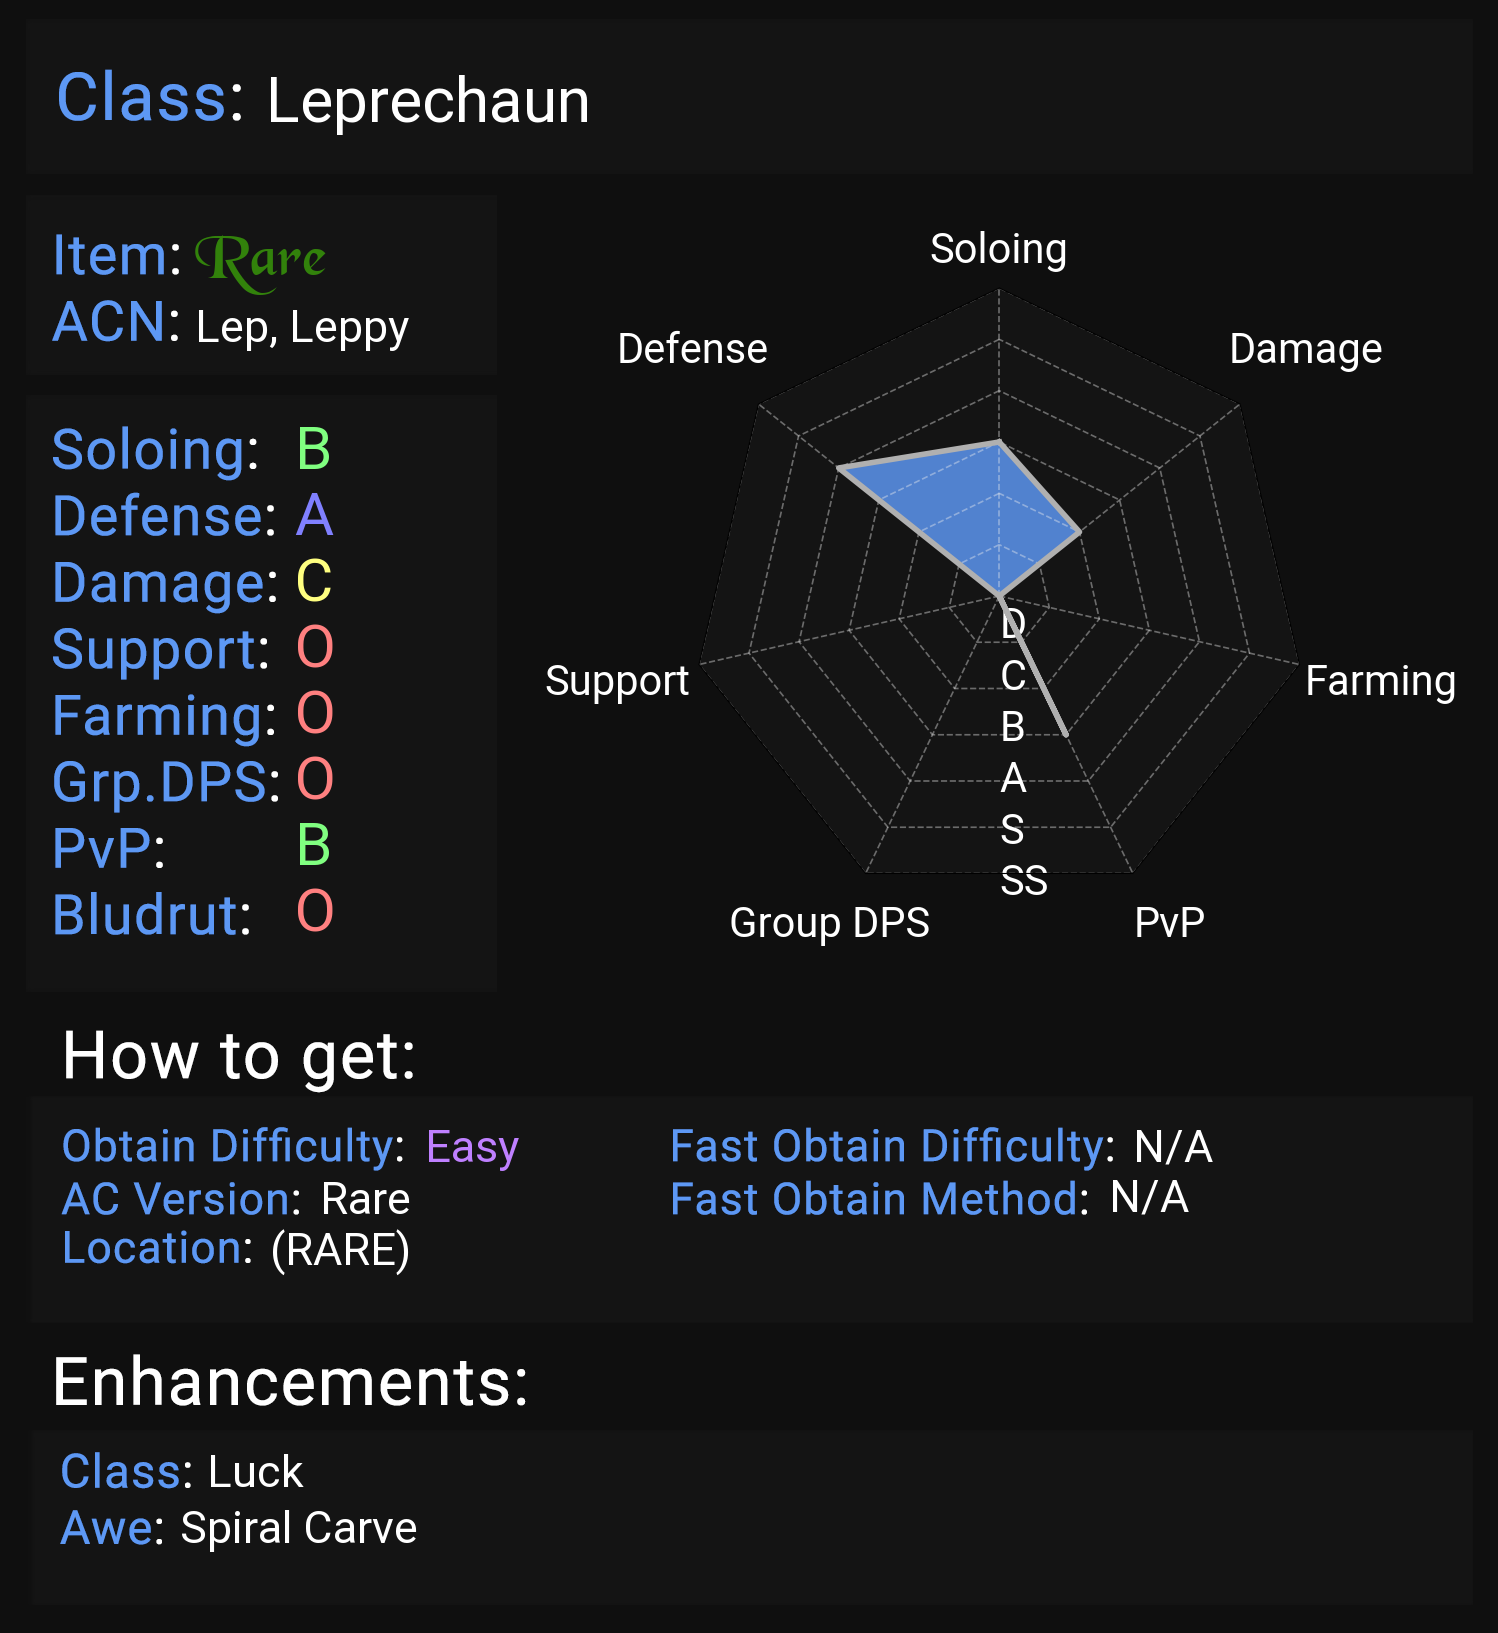 Class: Leprechaun
Item: Rare
ACN: Lep, Leppy
Soloing: B
Defense: A
Damage: C
Support: O
Farming: O
Grp.DPS: O
PvP: B
Bludrut: O
Soloing
Defense
Damage
Support
Farming
D
C
B
A
S
SS
Group DPS
PvP
How to get:
Obtain Difficulty: Easy
AC Version: Rare
Location: (RARE)
Fast Obtain Difficulty: N/A
Fast Obtain Method: N/A
Enhancements:
Class: Luck
Awe: Spiral Carve